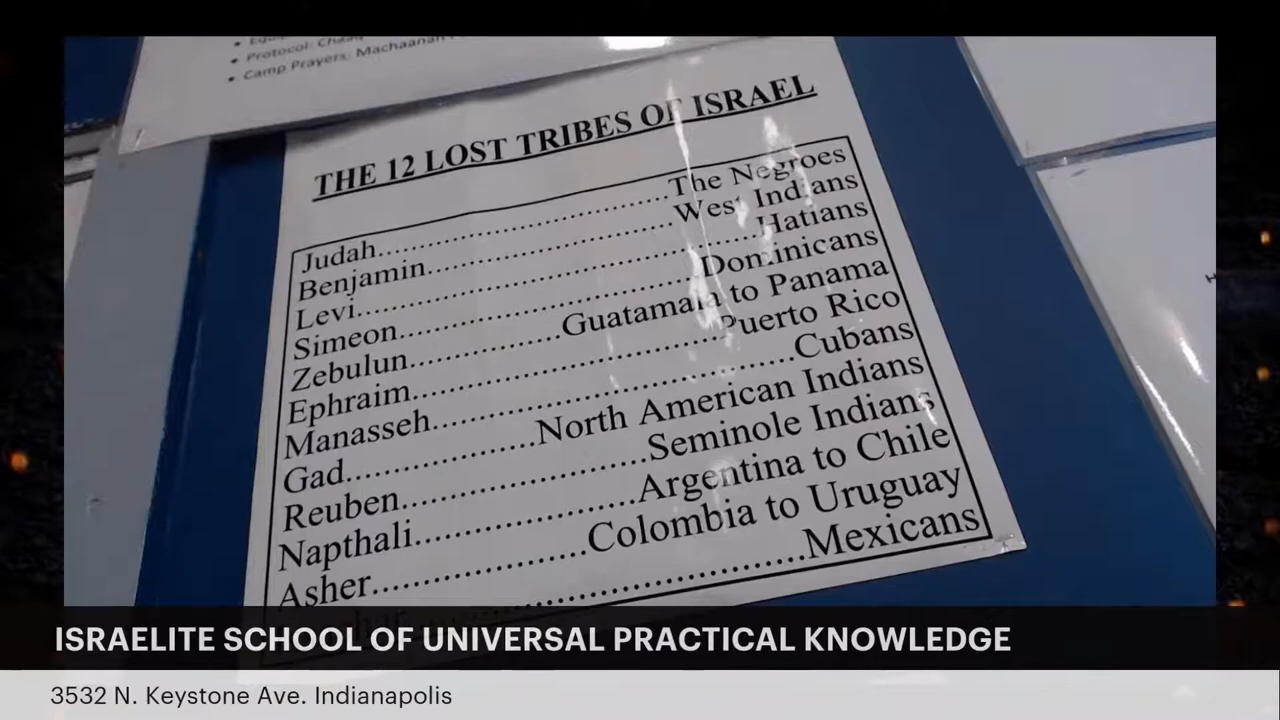 Protocol:
Camp Prayers: Machaanah
THE 12 LOST TRIBES OF ISRAEL
Judah........................................The Negroes
Benjamin..............................West Indians
Levi..............................................Hatians
Simeon..................................Dominicans
Zebulun..................Guatamala to Panama
Ephraim....................................Puerto Rico
Manasseh........................................Cubans
Gad......................North American Indians
Reuben............................Seminole Indians
Napthali..........................Argentina to Chile
Asher........................Colombia to Uruguay
........................................Mexicans
ISRAELITE SCHOOL OF UNIVERSAL PRACTICAL KNOWLEDGE
3532 N. Keystone Ave. Indianapolis